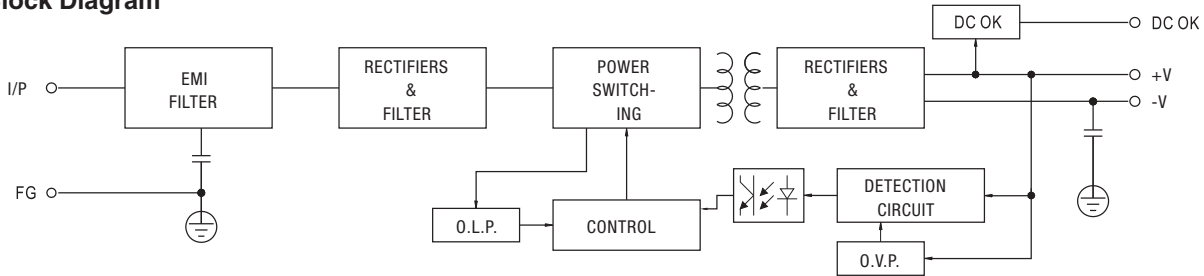 lock Diagram
DC OK
DC OK
I/P
EMI
FILTER
RECTIFIERS
&
FILTER
POWER
SWITCH-
ING
RECTIFIERS
&
FILTER
+V
-V
FG
O.L.P.
CONTROL
DETECTION
CIRCUIT
O.V.P.